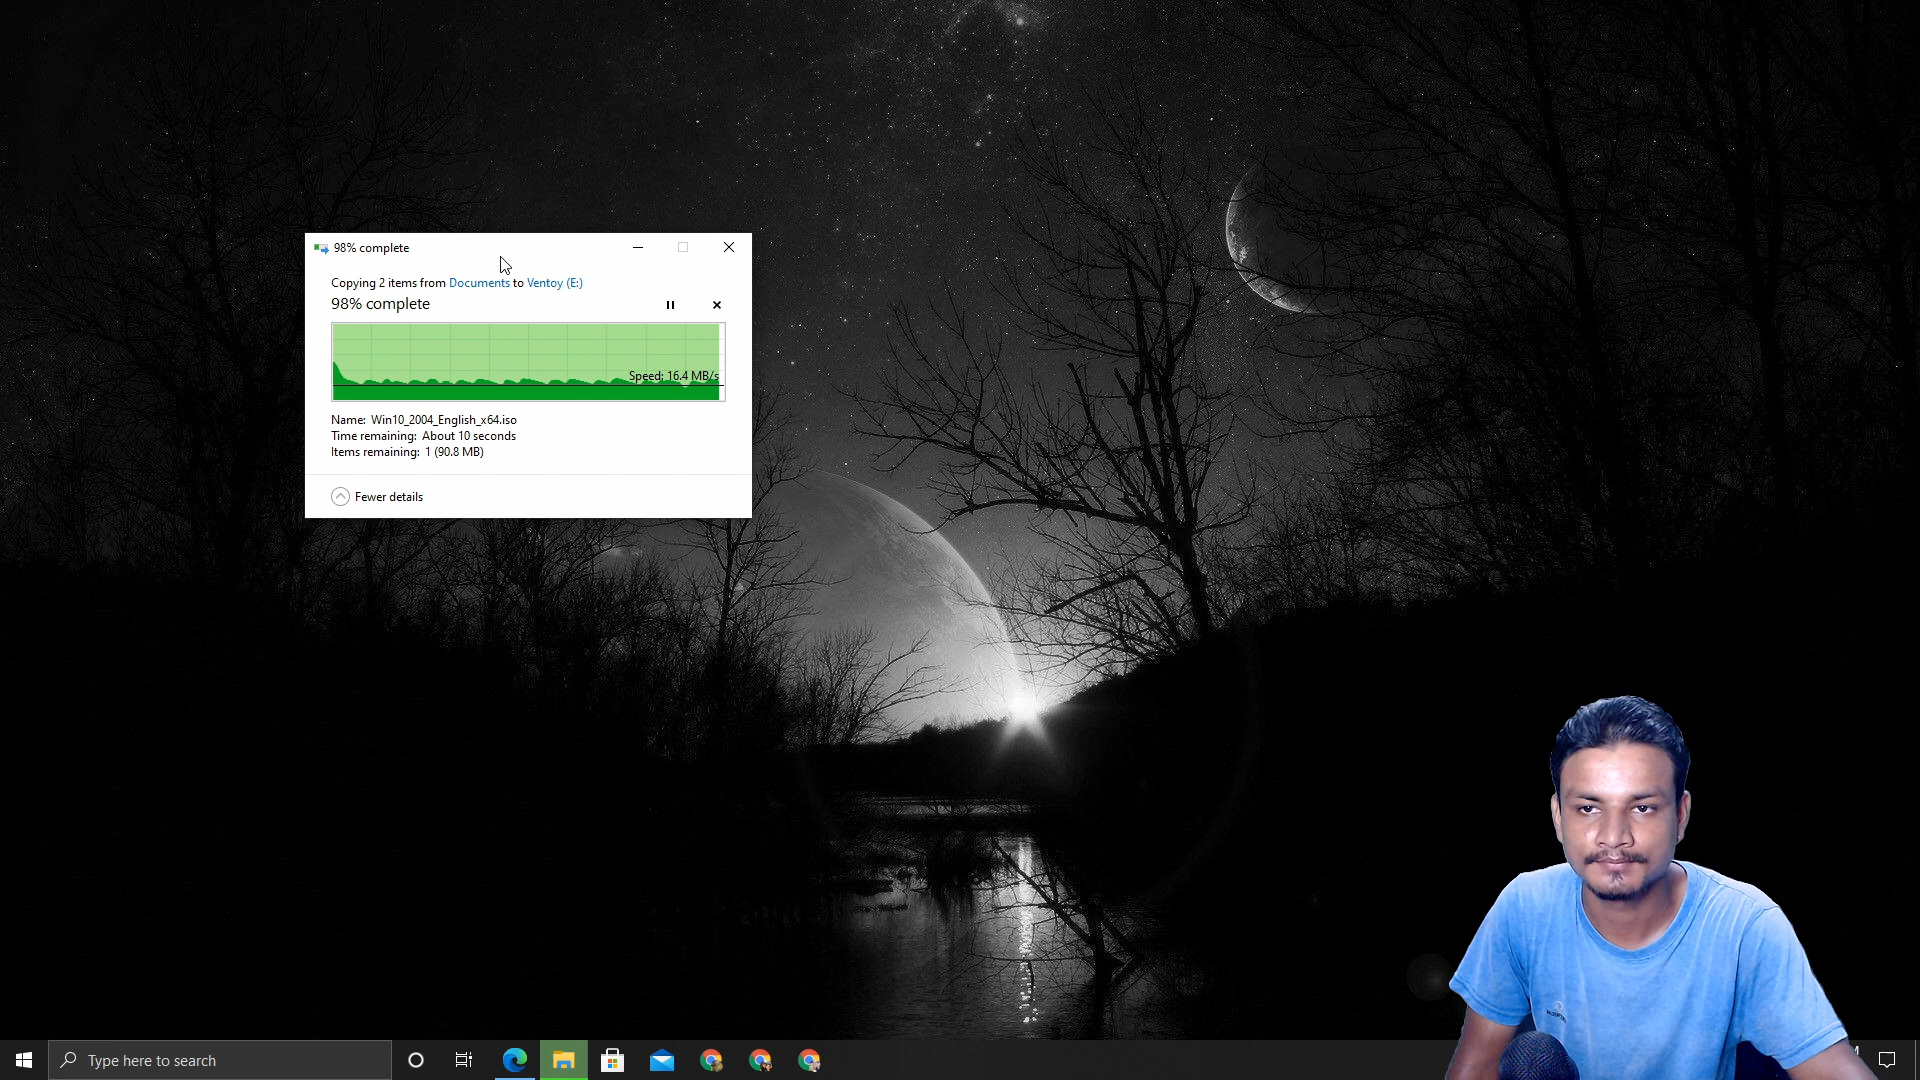 98% complete
Copying 2 items from Documents to Ventoy (E:)
98% complete
Speed: 16.4 MB/s
Name: Win10_2004_English_x64.iso
Time remaining: About 10 seconds
Items remaining: 1 (90.8 MB)
Fewer details
Type here to search